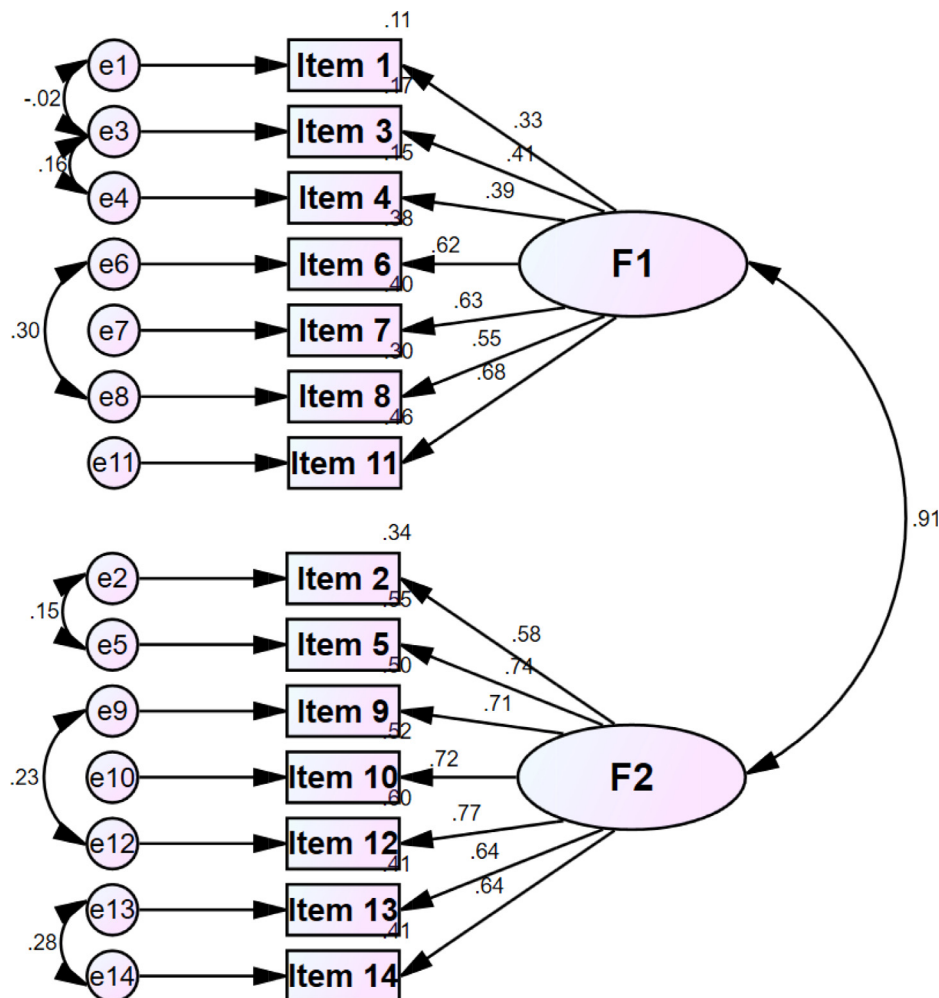 .11
e1 Item 1
.17
-.02
.33
e3 Item 3
.15
.41
.16
.39
e4 Item 4
.38
.62
e6 Item 6 F1
.40
.63
.30
e7 Item 7
.30
.55
.68
e8 Item 8
.46
e11 Item 11
.91
.34
e2 Item 2
.55
.15
.58
e5 Item 5
.50
.74
.71
e9 Item 9
.52
.72
.23
e10 Item 10 F2
.60
.77
e12 Item 12
.41
.64
.64
e13 Item 13
.41
.28
e14 Item 14